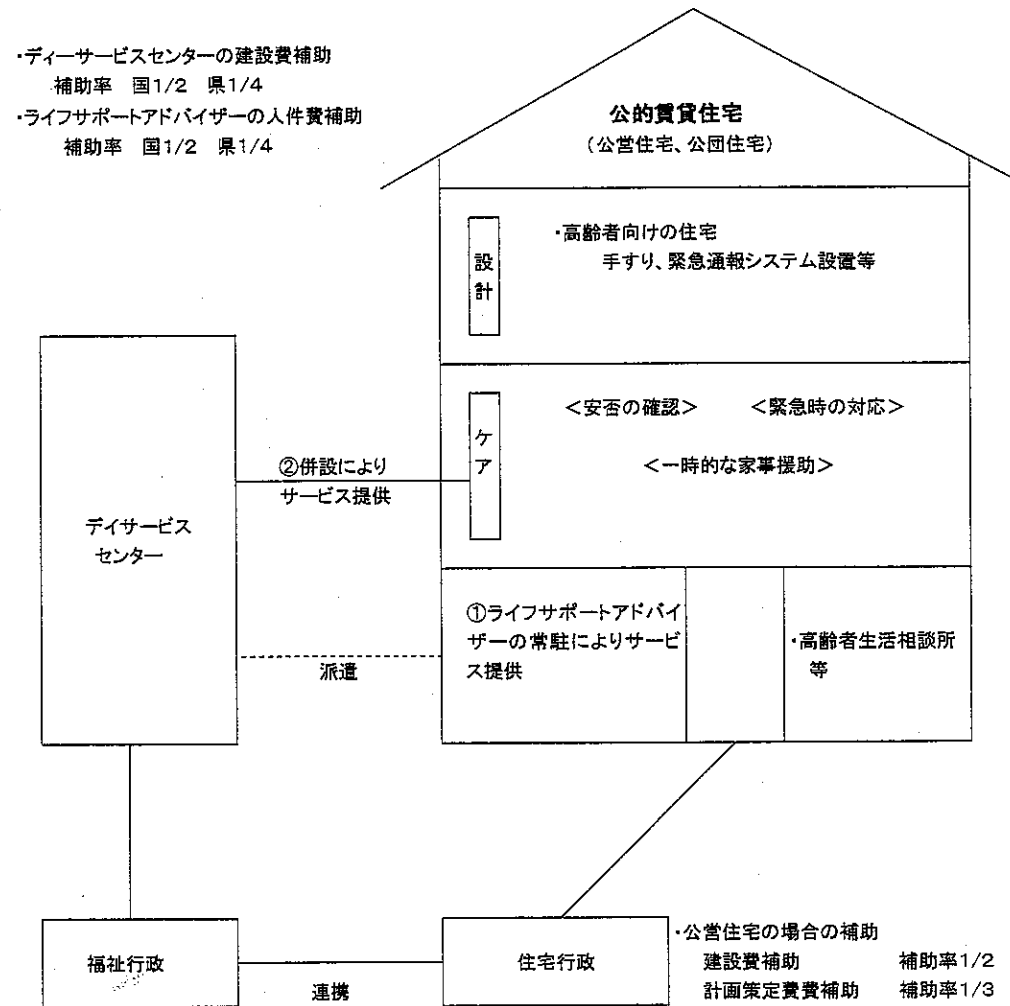 ・ディーサービスセンターの建設費補助
補助率　国1/2　県1/4
・ライフサポートアドバイザーの人件費補助
補助率　国1/2　県1/4
公的賃貸住宅
（公営住宅、公団住宅）
設計
・高齢者向けの住宅
手すり、緊急通報システム設置等
ケア
＜安否の確認＞　＜緊急時の対応＞
＜一時的な家事援助＞
②併設により
サービス提供
デイサービス
センター
①ライフサポートアドバイ
ザーの常駐によりサービ
ス提供
・高齢者生活相談所
等
派遣
福祉行政
連携
住宅行政
・公営住宅の場合の補助
建設費補助　補助率1/2
計画策定費費補助　補助率1/3